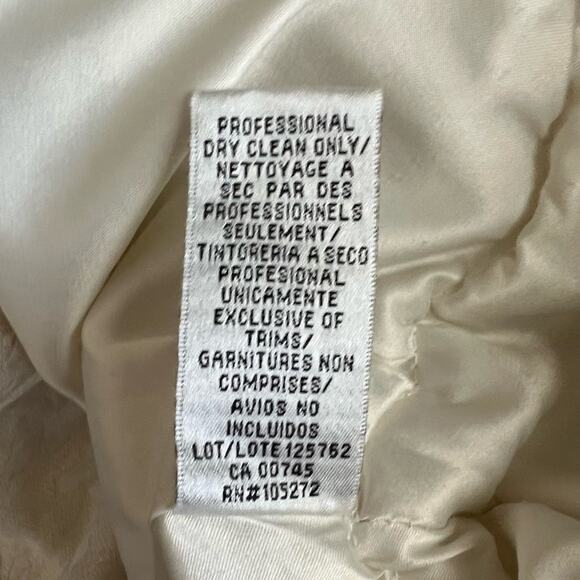 PROFESSIONAL
DRY CLEAN ONLY/
NETTOYAGE A
SEC PAR DES
PROFESSIONNELS
SEULEMENT/
TINTORERIA A SECO
PROFESIONAL
UNICAMENTE
EXCLUSIVE OF
TRIMS/
GARNITURES NON
COMPRISES/
AVIOS NO
INCLUIDOS
LOT/LOTE 125762
CA 00745
RN#105272